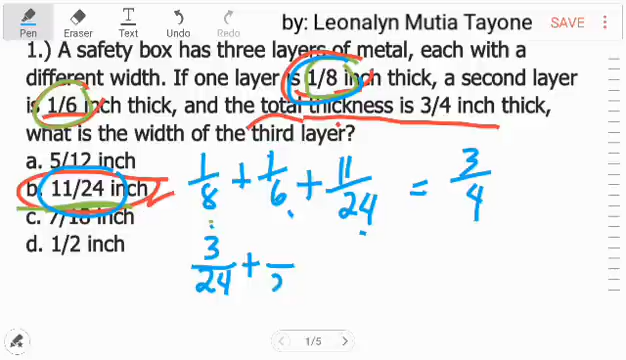 by: Leonalyn Mutia Tayone
SAVE
Pen
Eraser
Text
Undo
Redo
1.) A safety box has three layers of metal, each with a
different width. If one layer is 1/8 inch thick, a second layer
is 1/6 inch thick, and the total thickness is 3/4 inch thick,
what is the width of the third layer?
a. 5/12 inch
b. 11/24 inch
c. 7/18 inch
d. 1/2 inch
1/8 + 1/6 + 11/24 = 3/4
3/24 + /2
< 1/5 >